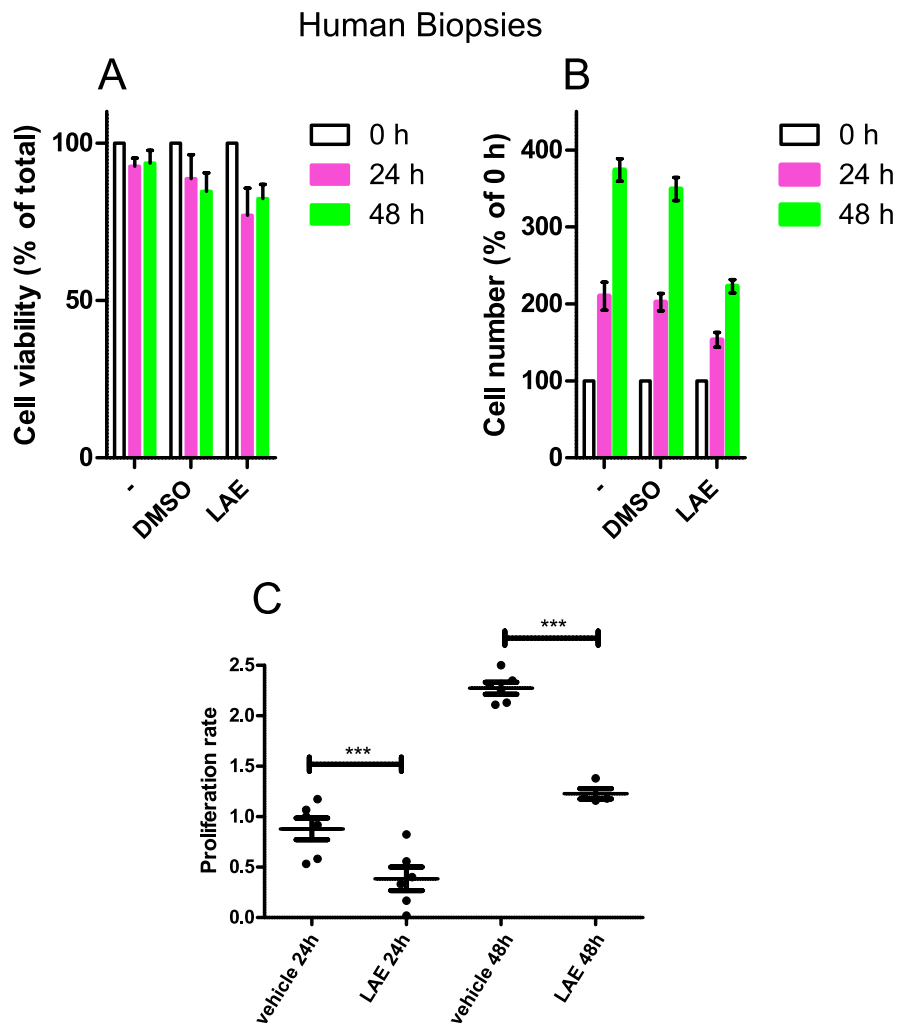 Human Biopsies
A
Cell viability (% of total)
100
50
0
-
DMSO
LAE
0 h
24 h
48 h
B
Cell number (% of 0 h)
400
300
200
100
0
-
DMSO
LAE
0 h
24 h
48 h
C
Proliferation rate
2.5
2.0
1.5
1.0
0.5
0.0
***
***
vehicle 24h
LAE 24h
vehicle 48h
LAE 48h